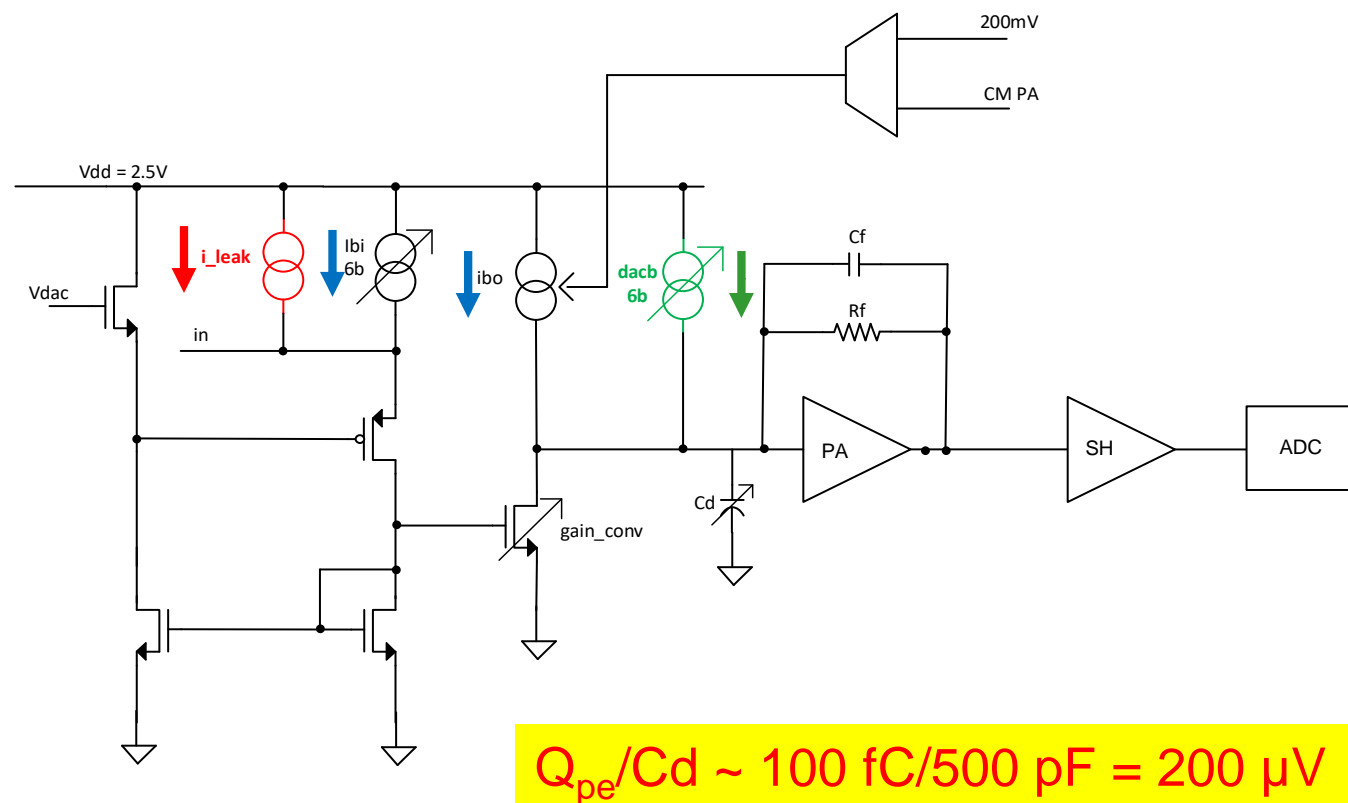 200mV
CM PA
Vdd = 2.5V
i_leak
Ibi
6b
ibo
dacb
6b
Cf
Rf
Vdac
in
PA
SH
ADC
Cd
gain_conv
Qpe/Cd ~ 100 fC/500 pF = 200 µV